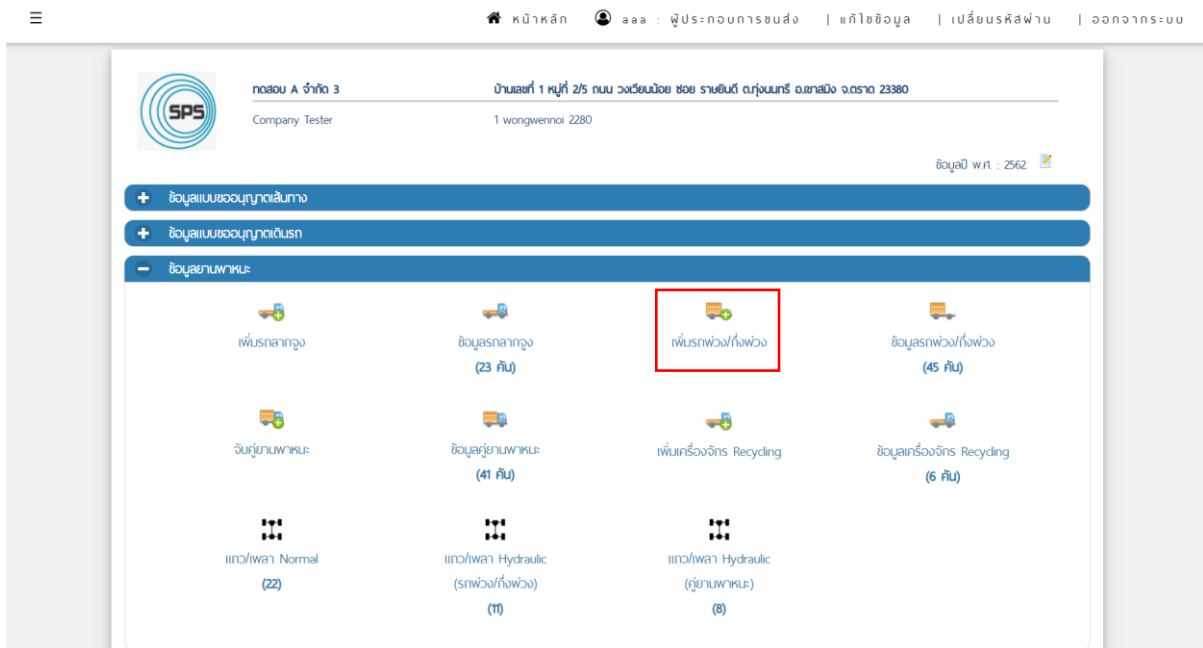 ☰ หน้าหลัก aaa : ผู้ประกอบการขนส่ง | แก้ไขข้อมูล | เปลี่ยนรหัสผ่าน | ออกจากระบบ
SPS
ทดสอบ A จำกัด 3 บ้านเลขที่ 1 หมู่ที่ 2/5 ถนน วงเวียนน้อย ซอย ราษยินดี ต.ทุ่งนนทรี อ.เขาสมิง จ.ตราด 23380
Company Tester 1 wongwennoi 2280
ข้อมูลปี พ.ศ. : 2562
ข้อมูลแบบขออนุญาตเส้นทาง
ข้อมูลแบบขออนุญาตเดินรถ
ข้อมูลยานพาหนะ
เพิ่มรถลากจูง ข้อมูลรถลากจูง เพิ่มรถพ่วง/กึ่งพ่วง ข้อมูลรถพ่วง/กึ่งพ่วง
(23 คัน) (45 คัน)
จับคู่ยานพาหนะ ข้อมูลคู่ยานพาหนะ เพิ่มเครื่องจักร Recycling ข้อมูลเครื่องจักร Recycling
(41 คัน) (6 คัน)
แถว/เพลา Normal แถว/เพลา Hydraulic แถว/เพลา Hydraulic
(22) (รถพ่วง/กึ่งพ่วง) (คู่ยานพาหนะ)
(11) (8)